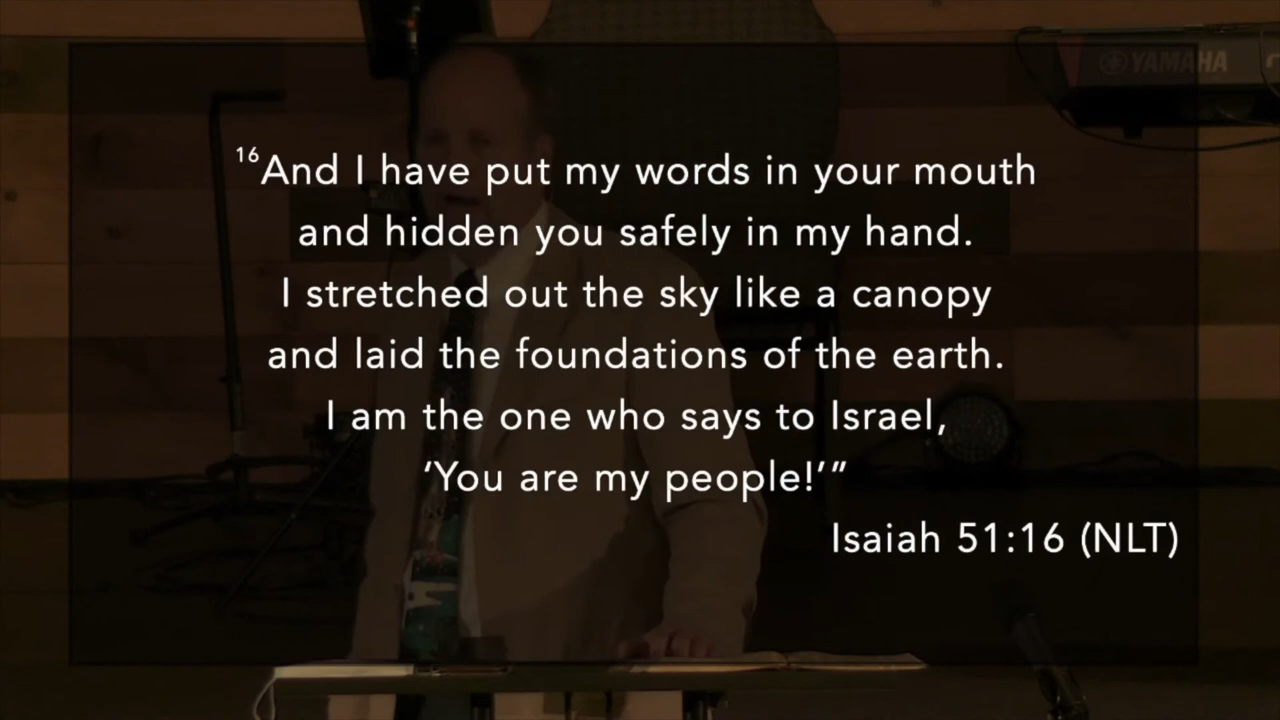 YAMAHA
16And I have put my words in your mouth
and hidden you safely in my hand.
I stretched out the sky like a canopy
and laid the foundations of the earth.
I am the one who says to Israel,
‘You are my people!’”
Isaiah 51:16 (NLT)